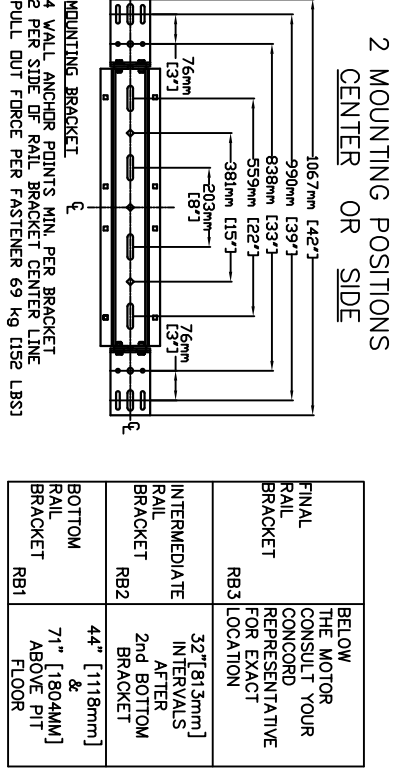 2 MOUNTING POSITIONS
CENTER OR SIDE
1067mm [42"]
990mm [39"]
838mm [33"]
559mm [22"]
381mm [15"]
203mm
[8"]
76mm
[3"]
76mm
[3"]
℄
℄
MOUNTING BRACKET
4 WALL ANCHOR POINTS MIN. PER BRACKET
2 PER SIDE OF RAIL BRACKET CENTER LINE
PULL OUT FORCE PER FASTENER 69 kg [152 LBS]
FINAL
RAIL
BRACKET
RB3
BELOW
THE MOTOR
CONSULT YOUR
CONCORD
REPRESENTATIVE
FOR EXACT
LOCATION
INTERMEDIATE
RAIL
BRACKET
RB2
32"[813mm]
INTERVALS
AFTER
2nd BOTTOM
BRACKET
BOTTOM
RAIL
BRACKET
RB1
44" [1118mm]
&
71" [1804MM]
ABOVE PIT
FLOOR